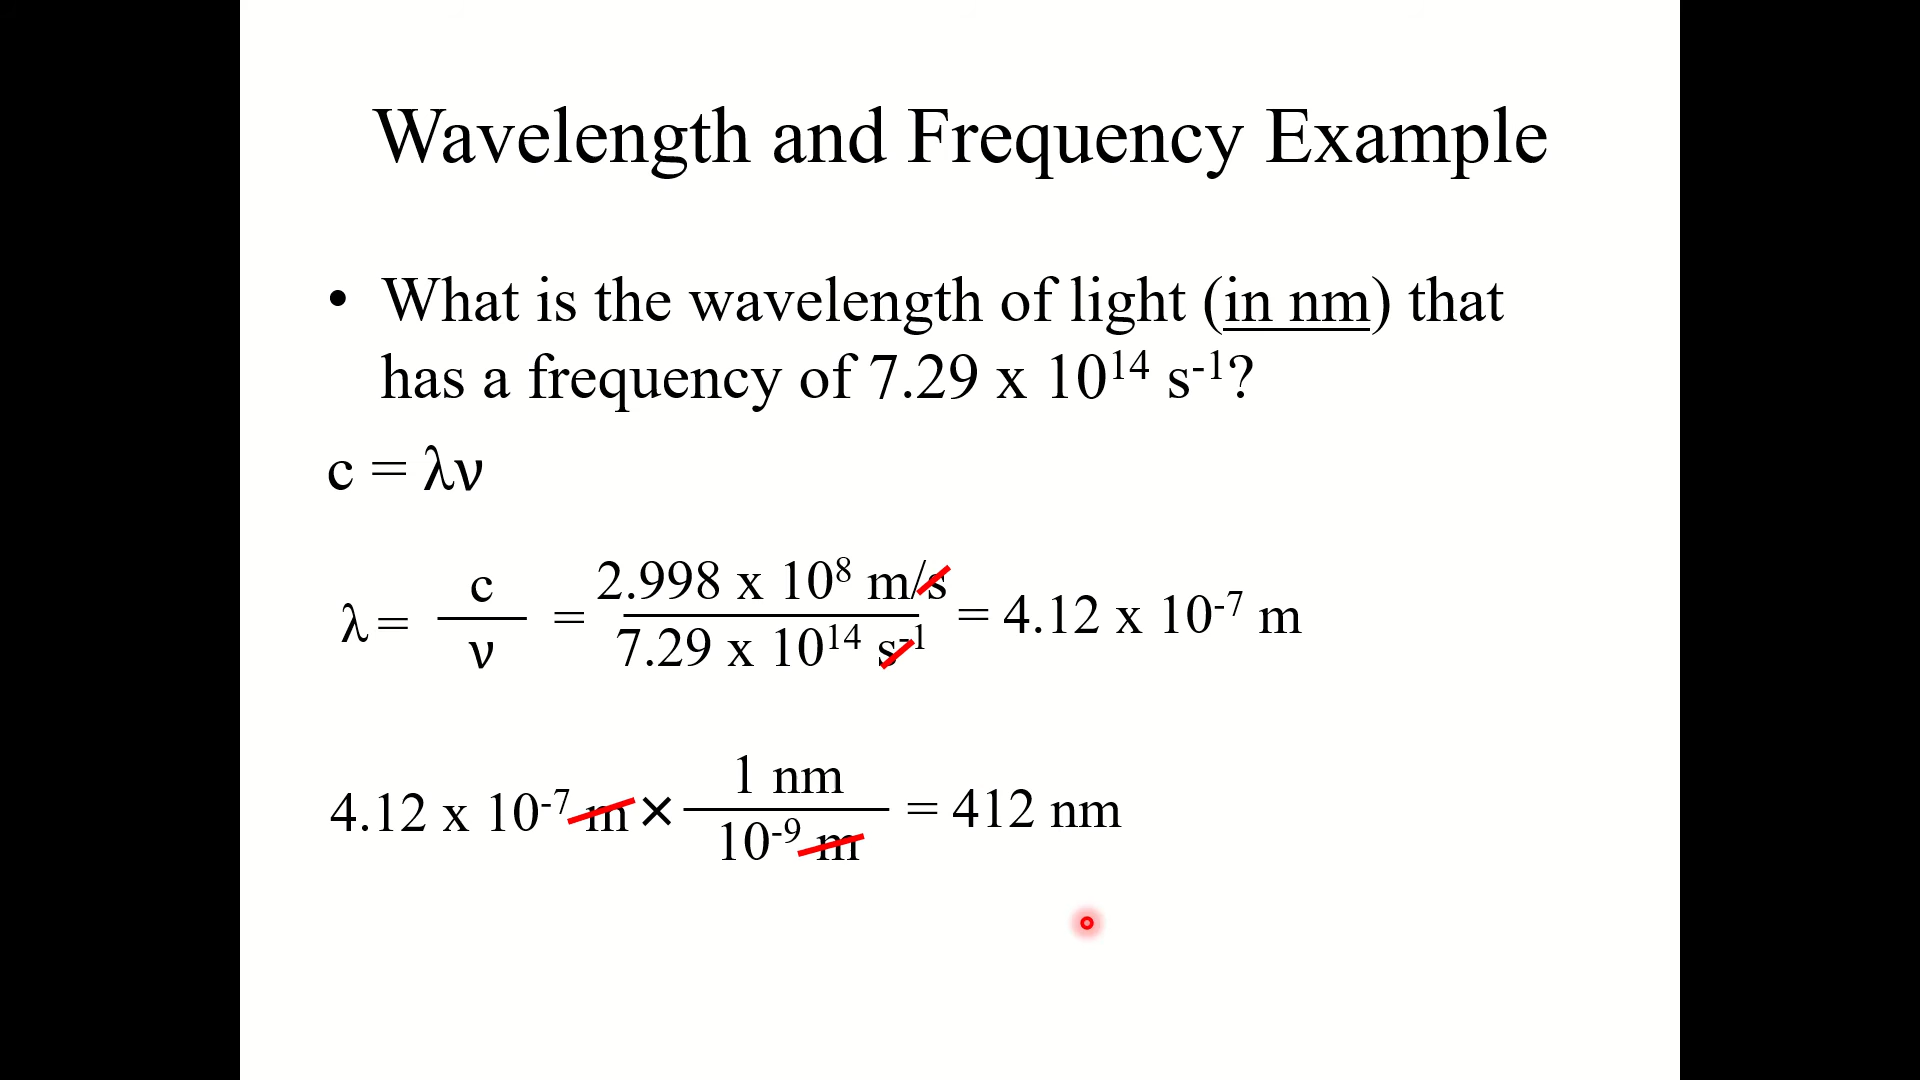 Wavelength and Frequency Example
• What is the wavelength of light (in nm) that
has a frequency of 7.29 x 10¹⁴ s⁻¹?
c = λν
λ = c/ν = 2.998 x 10⁸ m/s / 7.29 x 10¹⁴ s⁻¹ = 4.12 x 10⁻⁷ m
4.12 x 10⁻⁷ m × 1 nm / 10⁻⁹ m = 412 nm